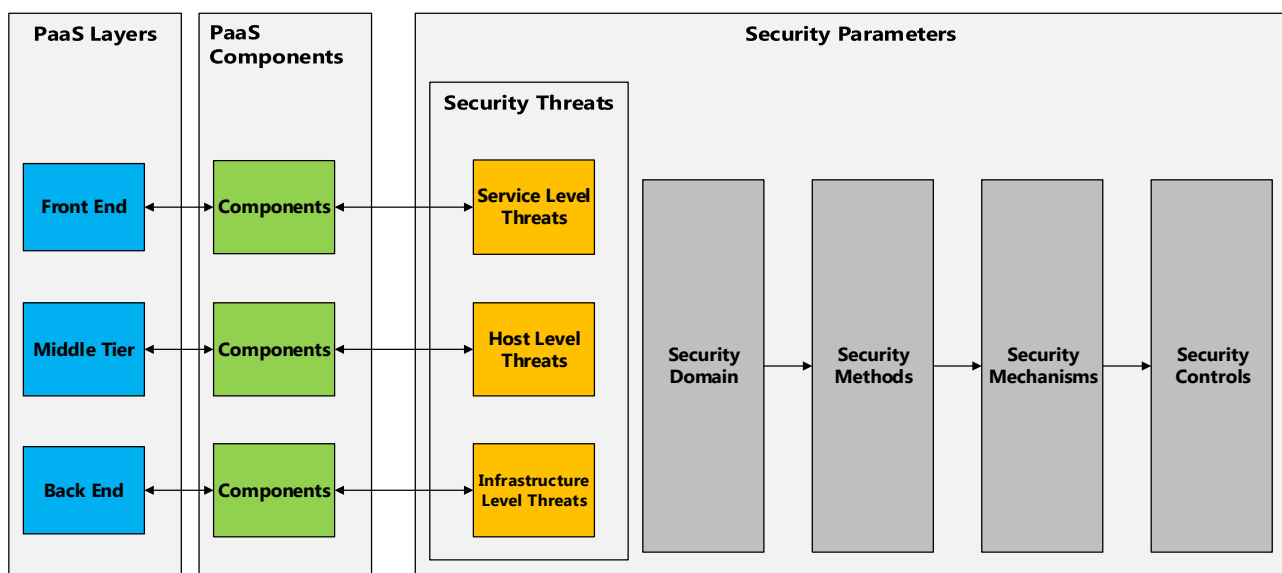 PaaS Layers
PaaS
Components
Security Parameters
Security Threats
Front End
Components
Service Level
Threats
Middle Tier
Components
Host Level
Threats
Security
Domain
Security
Methods
Security
Mechanisms
Security
Controls
Back End
Components
Infrastructure
Level Threats